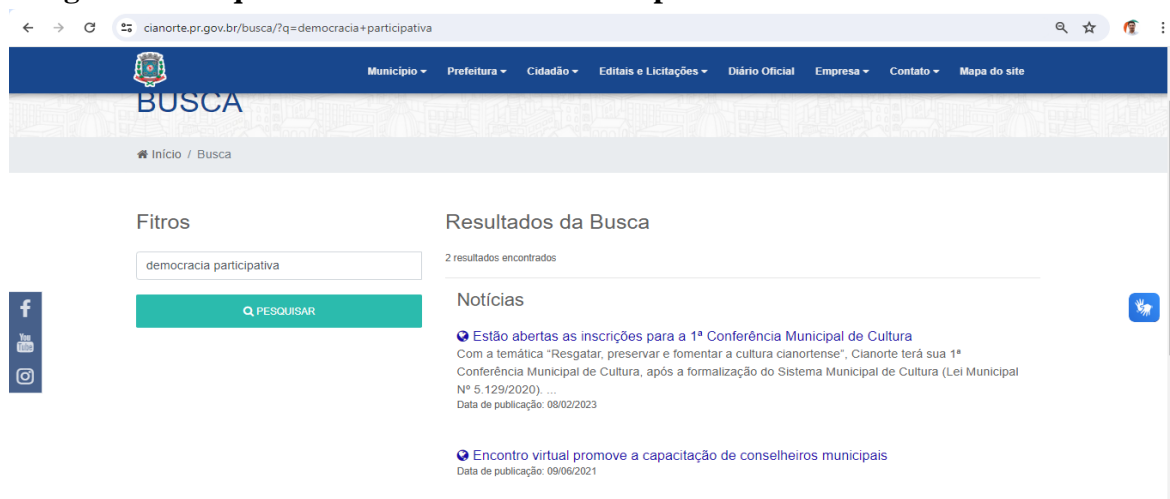 cianorte.pr.gov.br/busca/?q=democracia+participativa
Município Prefeitura Cidadão Editais e Licitações Diário Oficial Empresa Contato Mapa do site
BUSCA
Início / Busca
Fitros
democracia participativa
PESQUISAR
Resultados da Busca
2 resultados encontrados
Notícias
Estão abertas as inscrições para a 1ª Conferência Municipal de Cultura
Com a temática “Resgatar, preservar e fomentar a cultura cianortense”, Cianorte terá sua 1ª
Conferência Municipal de Cultura, após a formalização do Sistema Municipal de Cultura (Lei Municipal
Nº 5.129/2020). ...
Data de publicação: 08/02/2023
Encontro virtual promove a capacitação de conselheiros municipais
Data de publicação: 09/06/2021
You
Tube